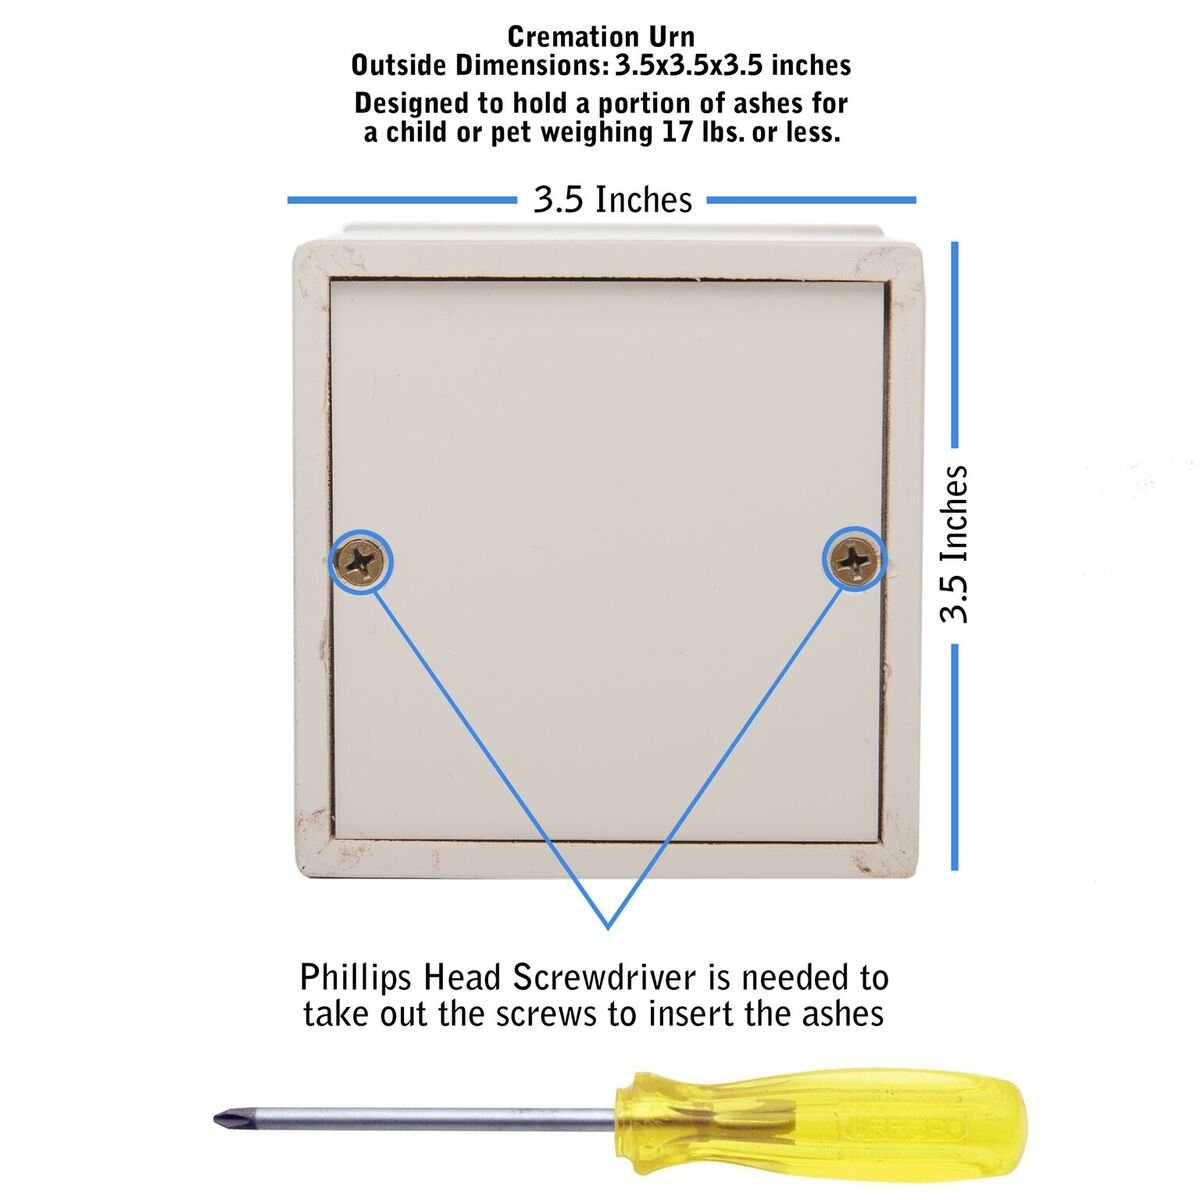 Cremation Urn
Outside Dimensions: 3.5x3.5x3.5 inches
Designed to hold a portion of ashes for
a child or pet weighing 17 lbs. or less.
3.5 Inches
3.5 Inches
Phillips Head Screwdriver is needed to
take out the screws to insert the ashes